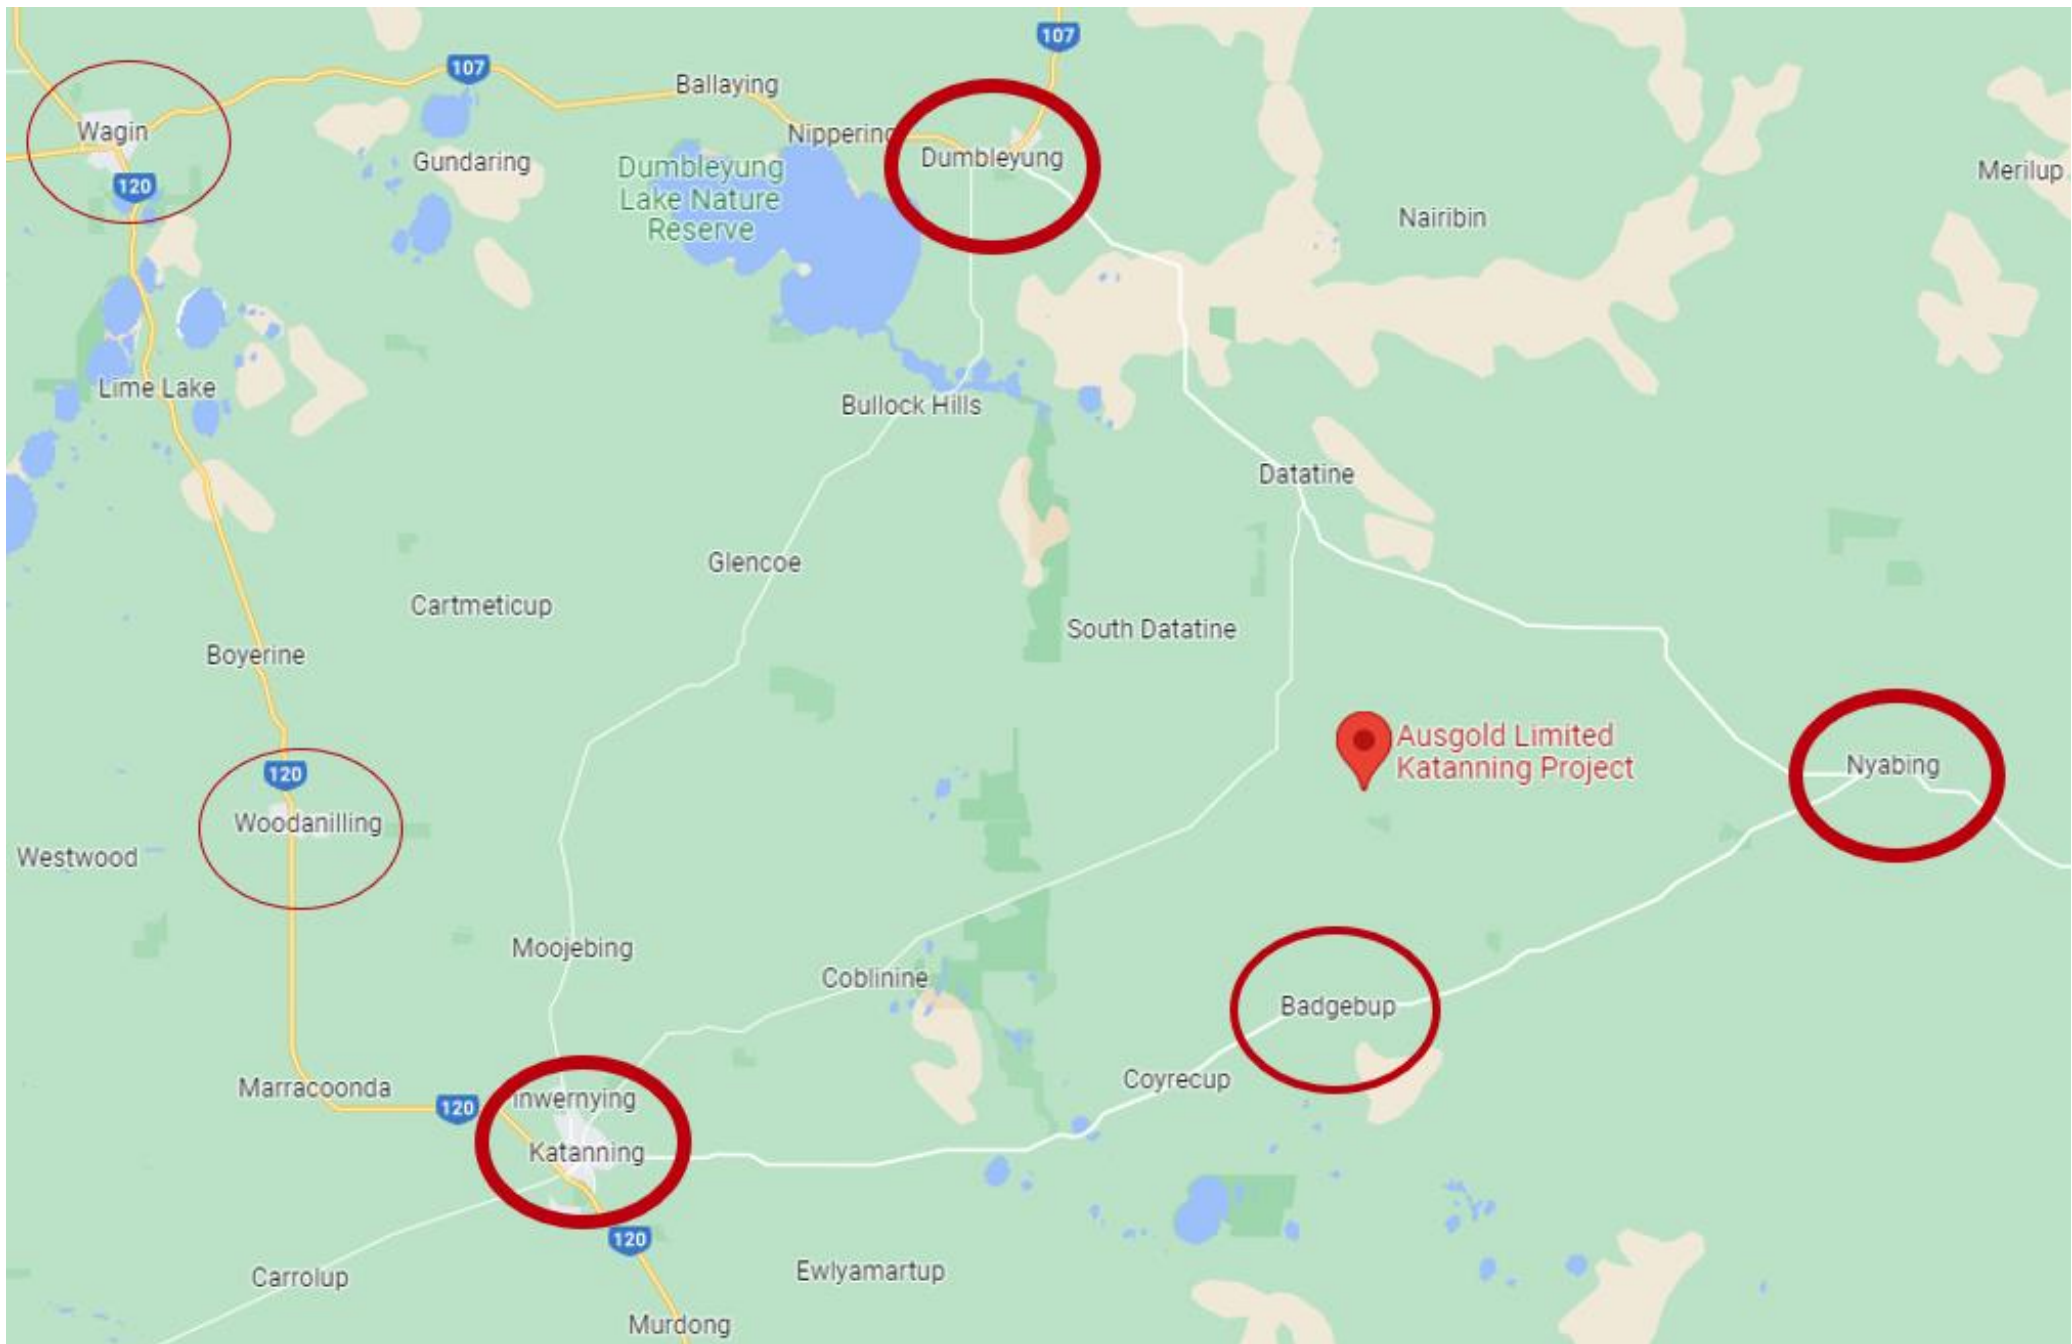 107
107
Ballaying
Wagin
Nippering
Dumbleyung
Gundaring
Dumbleyung
Lake Nature
Reserve
Merilup
120
Nairibin
Lime Lake
Bullock Hills
Datatine
Glencoe
Cartmeticup
South Datatine
Boyerine
Ausgold Limited
Katanning Project
Nyabing
120
Woodanilling
Westwood
Moojebing
Coblinine
Badgebup
Coyrecup
Marracoonda
120
Inwernying
Katanning
120
Ewlyamartup
Carrolup
Murdong